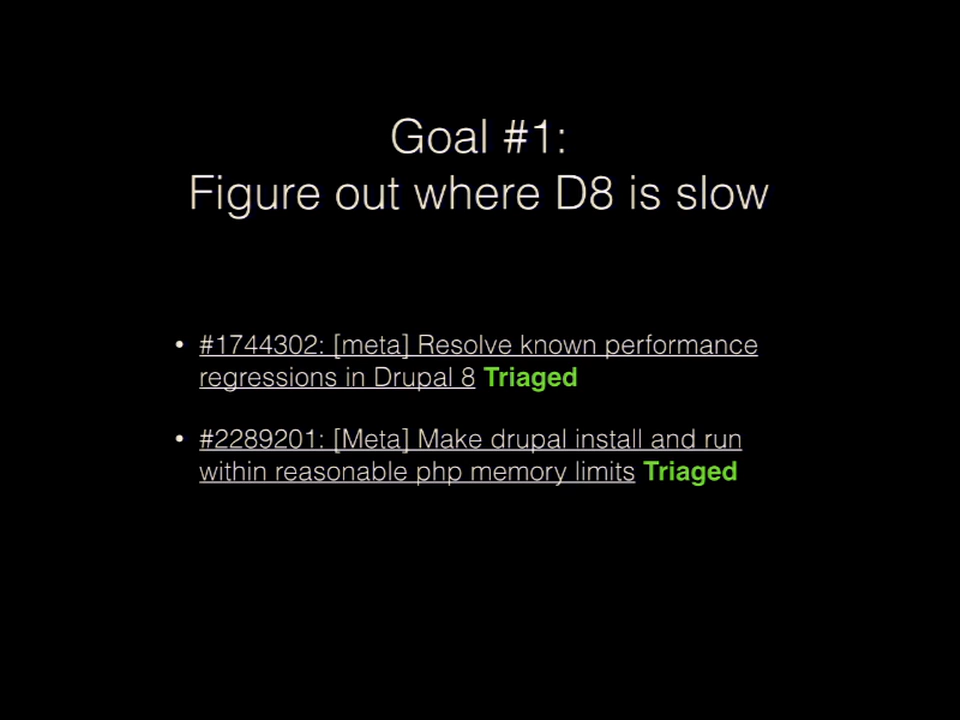 Goal #1:
Figure out where D8 is slow
• #1744302: [meta] Resolve known performance
regressions in Drupal 8 Triaged
• #2289201: [Meta] Make drupal install and run
within reasonable php memory limits Triaged